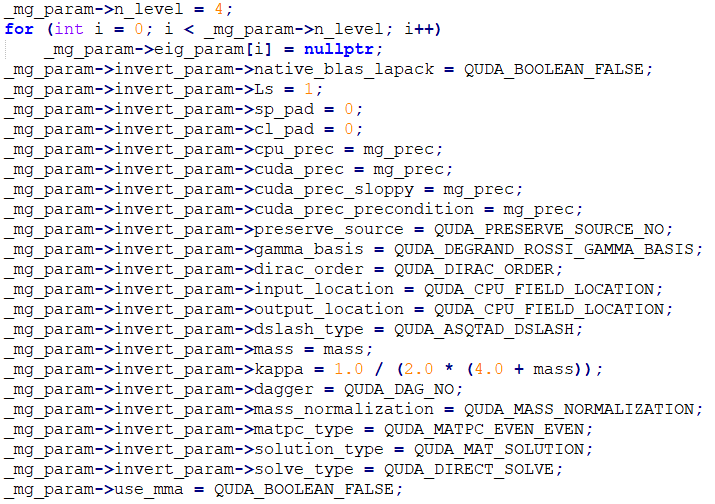 _mg_param->n_level = 4;
for (int i = 0; i < _mg_param->n_level; i++)
    _mg_param->eig_param[i] = nullptr;
_mg_param->invert_param->native_blas_lapack = QUDA_BOOLEAN_FALSE;
_mg_param->invert_param->Ls = 1;
_mg_param->invert_param->sp_pad = 0;
_mg_param->invert_param->cl_pad = 0;
_mg_param->invert_param->cpu_prec = mg_prec;
_mg_param->invert_param->cuda_prec = mg_prec;
_mg_param->invert_param->cuda_prec_sloppy = mg_prec;
_mg_param->invert_param->cuda_prec_precondition = mg_prec;
_mg_param->invert_param->preserve_source = QUDA_PRESERVE_SOURCE_NO;
_mg_param->invert_param->gamma_basis = QUDA_DEGRAND_ROSSI_GAMMA_BASIS;
_mg_param->invert_param->dirac_order = QUDA_DIRAC_ORDER;
_mg_param->invert_param->input_location = QUDA_CPU_FIELD_LOCATION;
_mg_param->invert_param->output_location = QUDA_CPU_FIELD_LOCATION;
_mg_param->invert_param->dslash_type = QUDA_ASQTAD_DSLASH;
_mg_param->invert_param->mass = mass;
_mg_param->invert_param->kappa = 1.0 / (2.0 * (4.0 + mass));
_mg_param->invert_param->dagger = QUDA_DAG_NO;
_mg_param->invert_param->mass_normalization = QUDA_MASS_NORMALIZATION;
_mg_param->invert_param->matpc_type = QUDA_MATPC_EVEN_EVEN;
_mg_param->invert_param->solution_type = QUDA_MAT_SOLUTION;
_mg_param->invert_param->solve_type = QUDA_DIRECT_SOLVE;
_mg_param->use_mma = QUDA_BOOLEAN_FALSE;